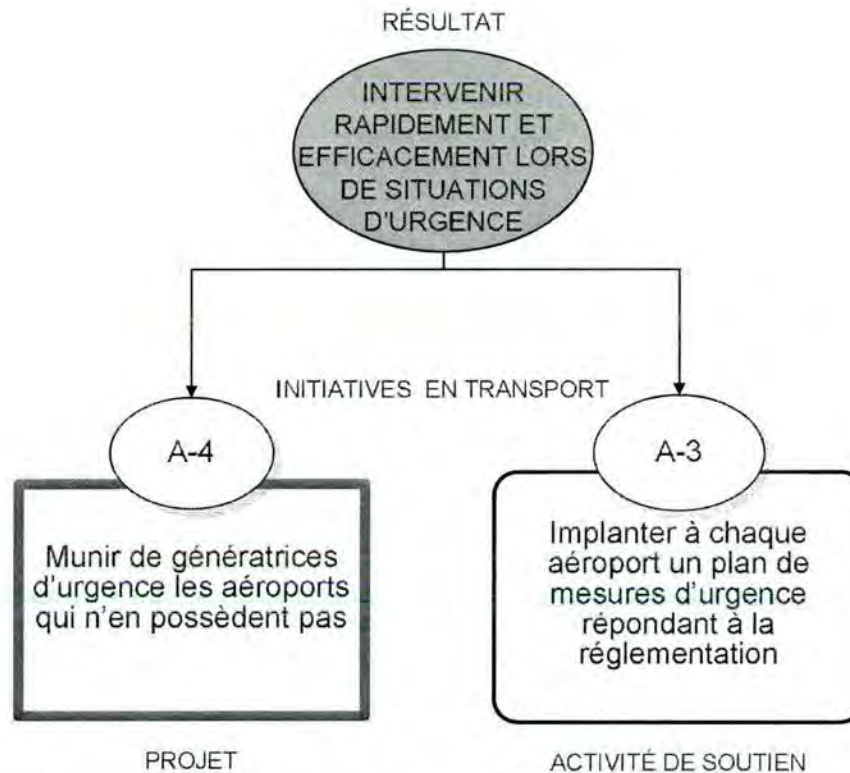 RÉSULTAT
INTERVENIR
RAPIDEMENT ET
EFFICACEMENT LORS
DE SITUATIONS
D'URGENCE
INITIATIVES EN TRANSPORT
A-4
Munir de génératrices
d'urgence les aéroports
qui n'en possèdent pas
PROJET
A-3
Implanter à chaque
aéroport un plan de
mesures d'urgence
répondant à la
réglementation
ACTIVITÉ DE SOUTIEN